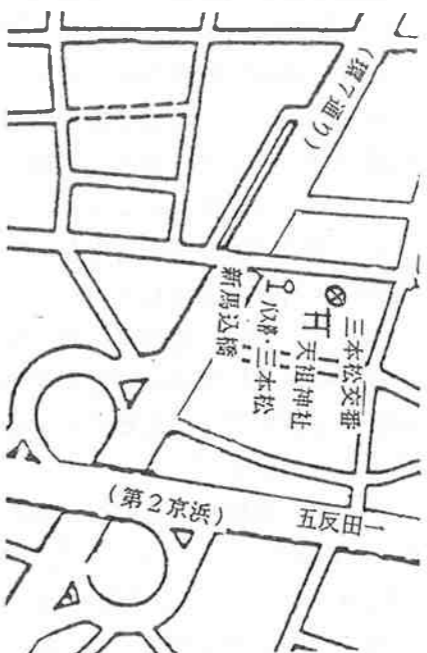 (環7通り)
三本松交番
天祖神社
バス停・三本松
新馬込橋
(第2京浜)
五反田→